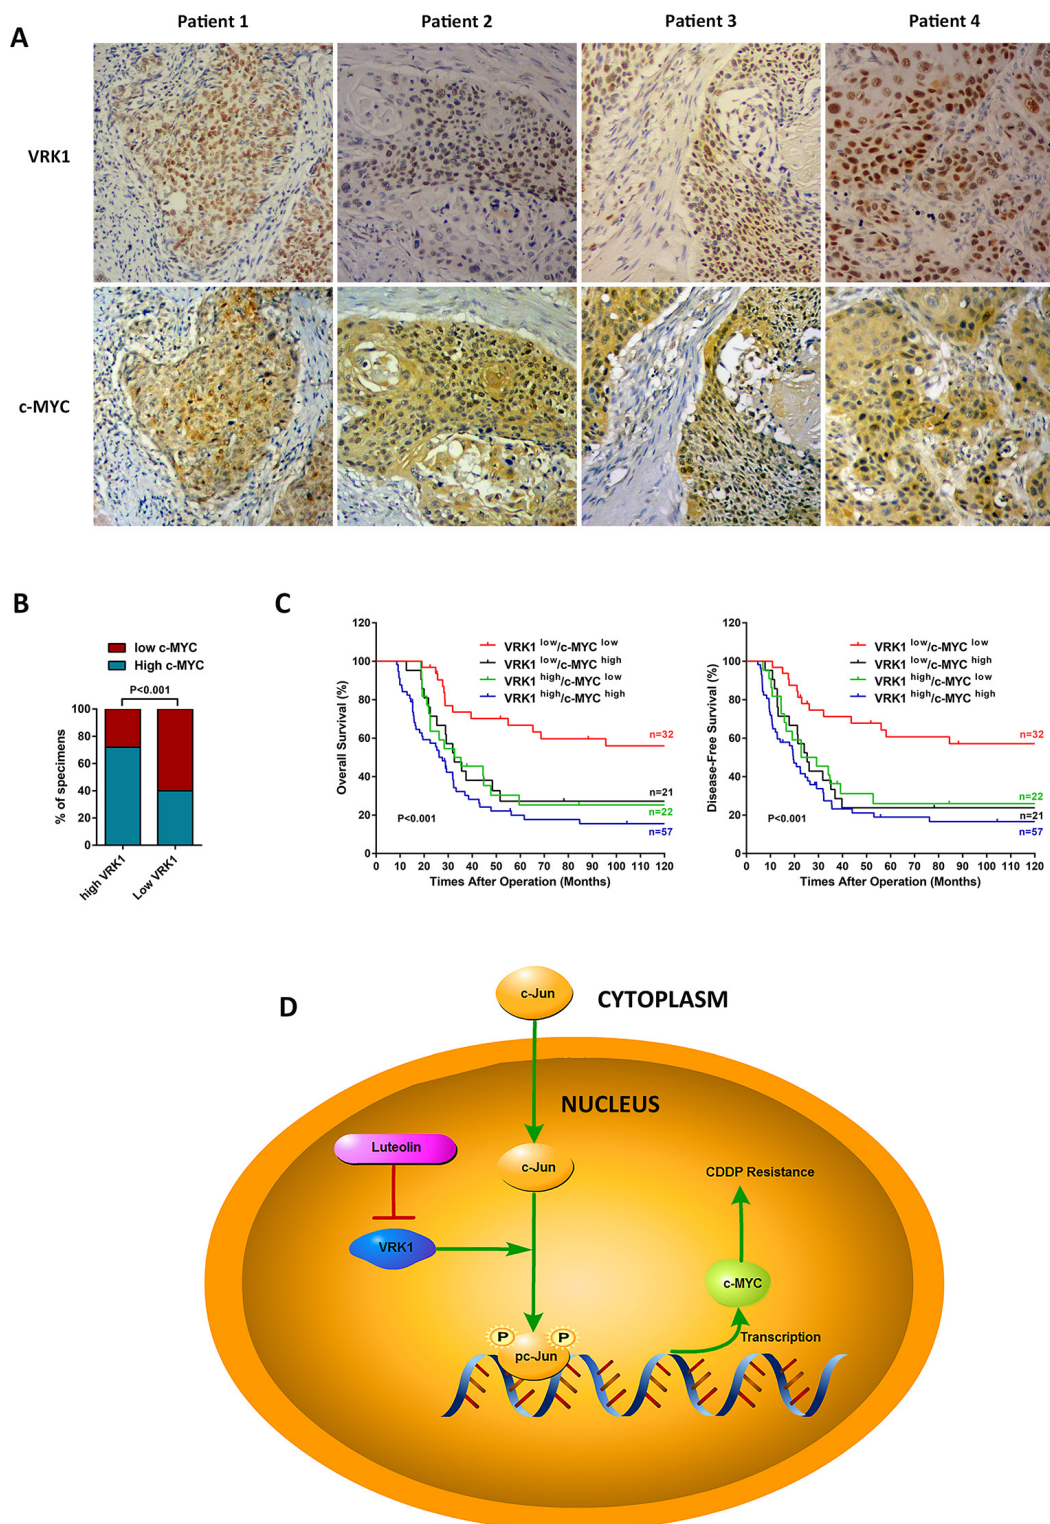 Patient 1 Patient 2 Patient 3 Patient 4
A
VRK1
c-MYC
B
low c-MYC
High c-MYC
P<0.001
100
80
60
40
20
0
% of specimens
high VRK1
Low VRK1
C
VRK1 low/c-MYC low
VRK1 low/c-MYC high
VRK1 high/c-MYC low
VRK1 high/c-MYC high
120
100
80
60
40
20
0
Overall Survival (%)
n=32
n=21
n=22
n=57
P<0.001
0 10 20 30 40 50 60 70 80 90 100 110 120
Times After Operation (Months)
VRK1 low/c-MYC low
VRK1 low/c-MYC high
VRK1 high/c-MYC low
VRK1 high/c-MYC high
120
100
80
60
40
20
0
Disease-Free Survival (%)
n=32
n=22
n=21
n=57
P<0.001
0 10 20 30 40 50 60 70 80 90 100 110 120
Times After Operation (Months)
D
c-Jun
CYTOPLASM
NUCLEUS
Luteolin
c-Jun
CDDP Resistance
VRK1
c-MYC
P P
pc-Jun
Transcription